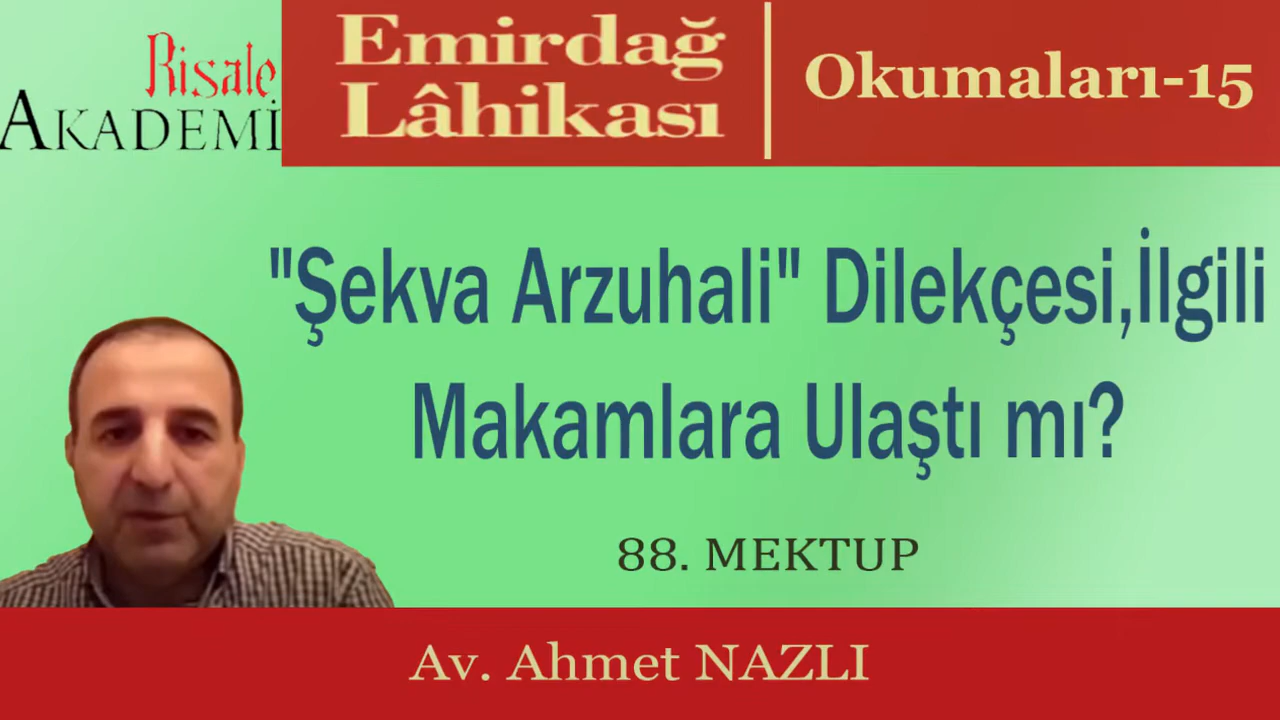 Risale
AKADEMİ
Emirdağ
Lâhikası
Okumaları-15
"Şekva Arzuhali" Dilekçesi,İlgili
Makamlara Ulaştı mı?
88. MEKTUP
Av. Ahmet NAZLI